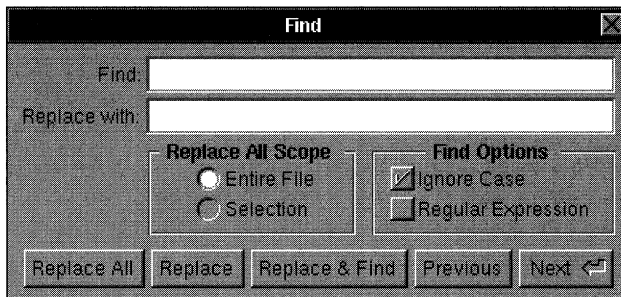 Find
Find:
Replace with:
Replace All Scope
Entire File
Selection
Find Options
Ignore Case
Regular Expression
Replace All
Replace
Replace & Find
Previous
Next